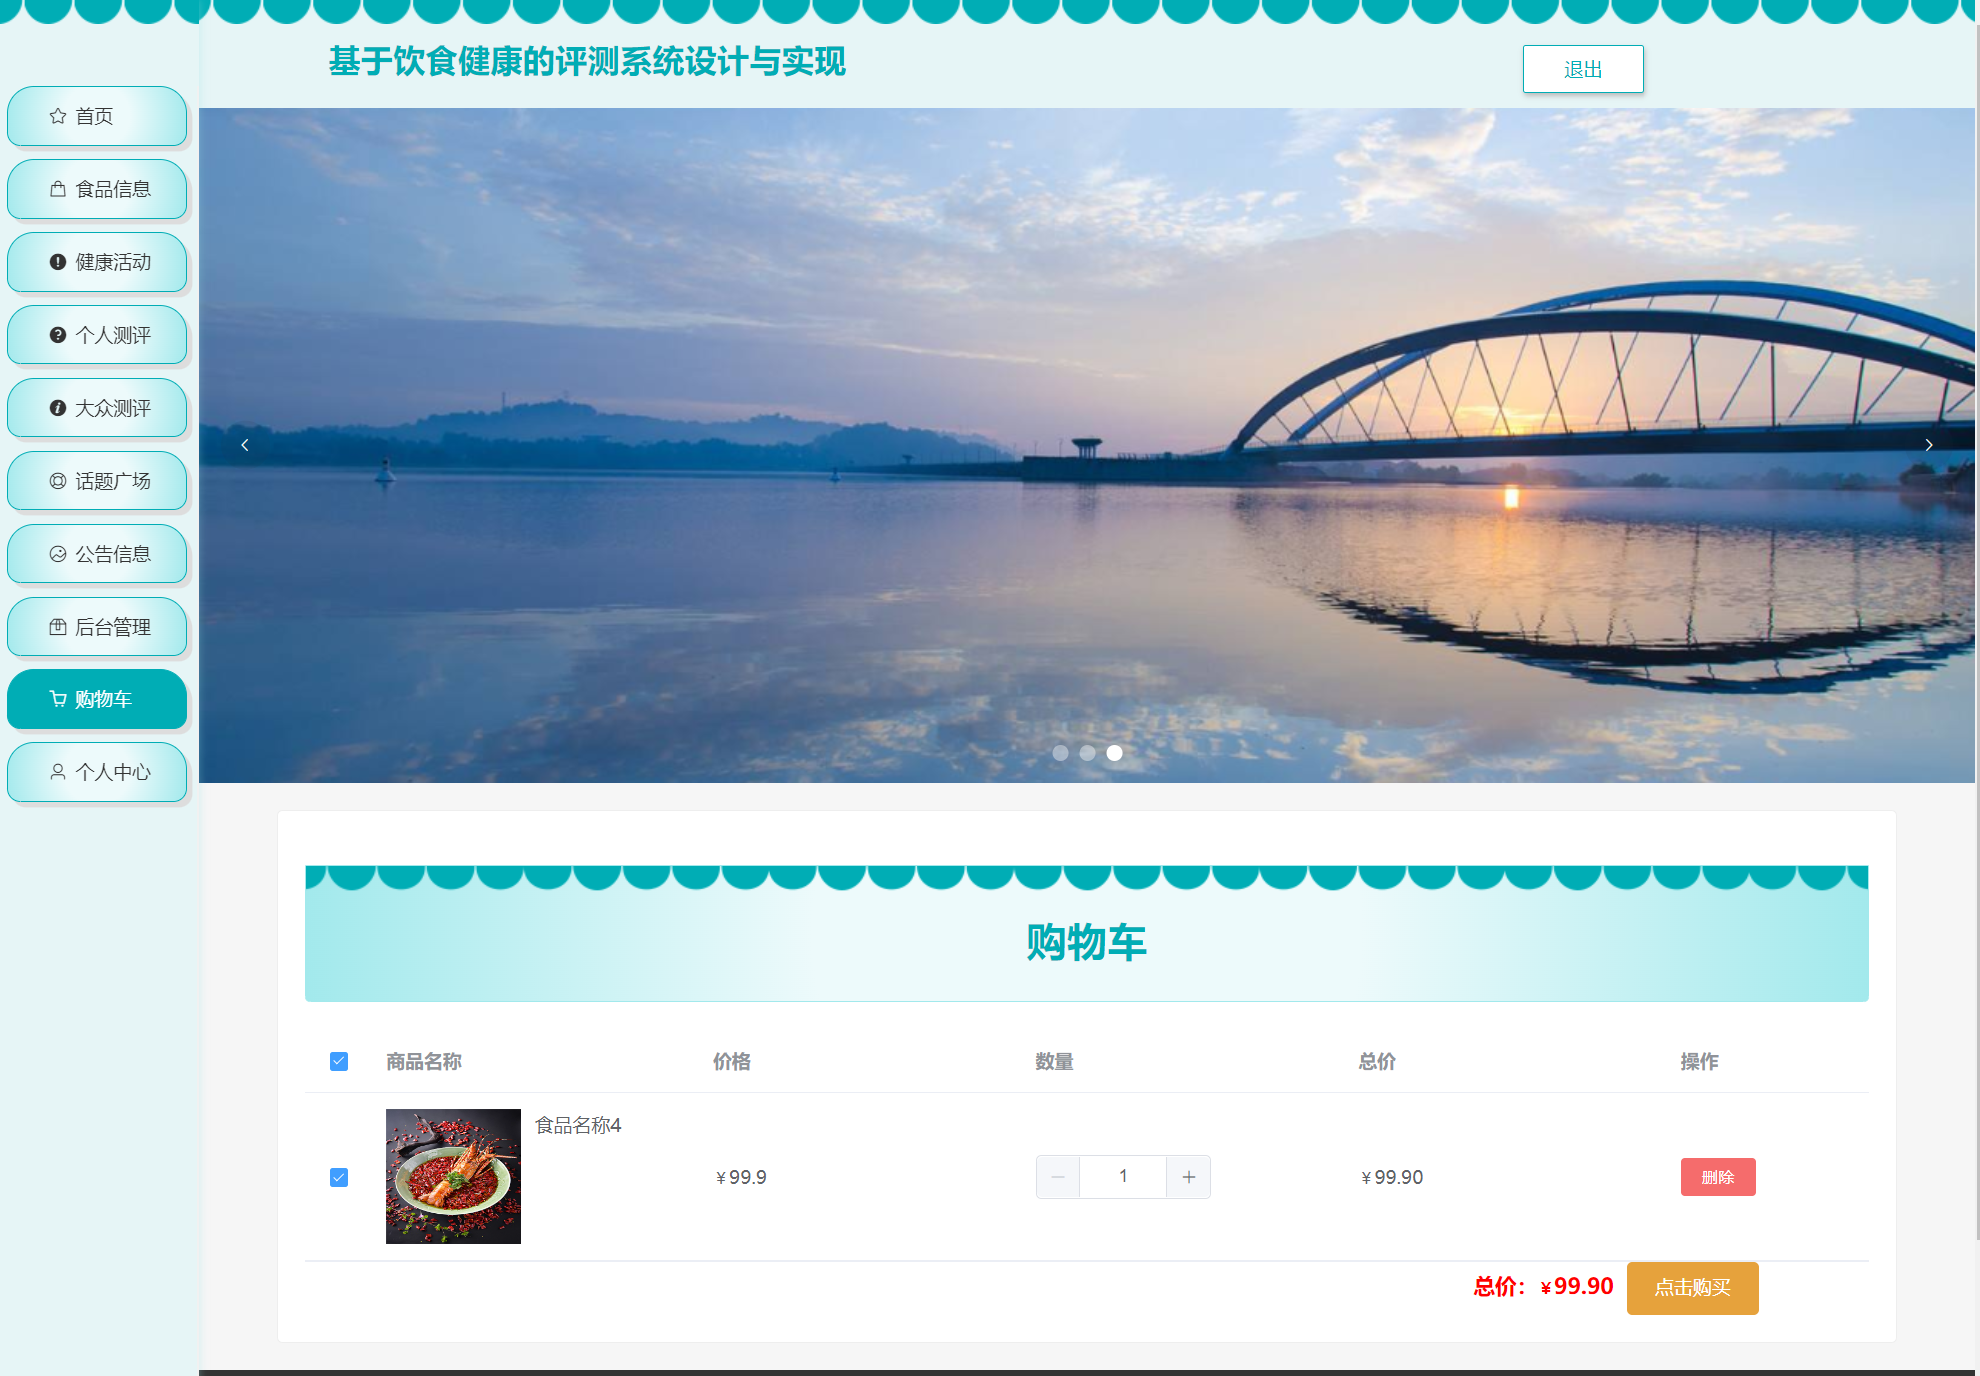 基于饮食健康的评测系统设计与实现
退出
首页
食品信息
健康活动
个人测评
大众测评
话题广场
公告信息
后台管理
购物车
个人中心
购物车
商品名称 价格 数量 总价 操作
食品名称4
￥99.9 1 ￥99.90 删除
总价：￥99.90 点击购买